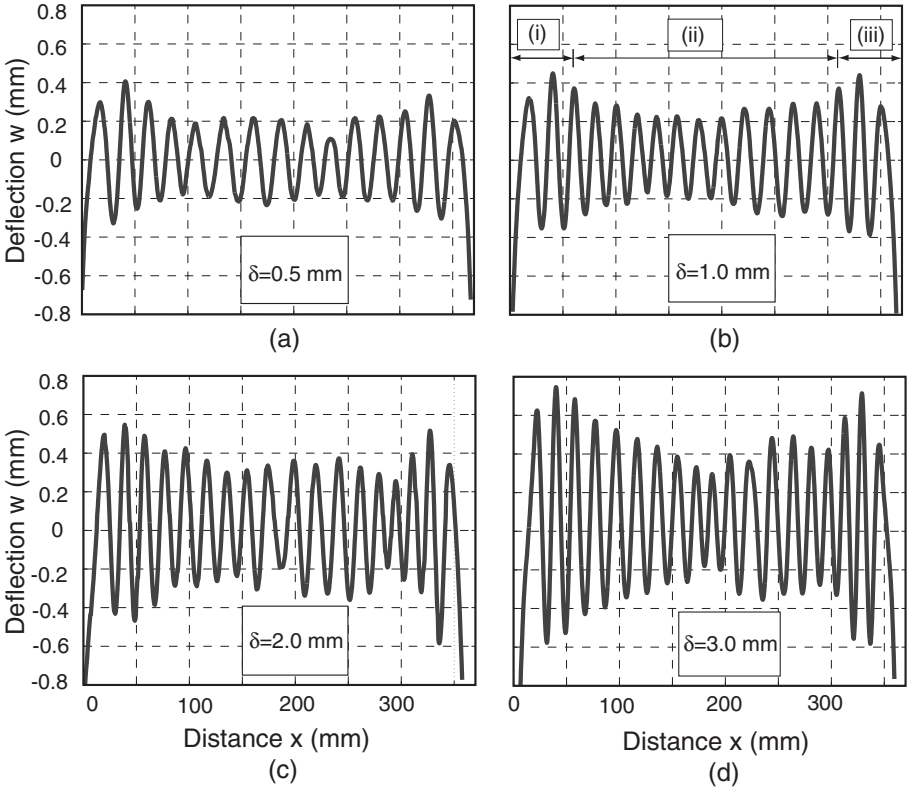 0.8
0.6
0.4
0.2
0
-0.2
-0.4
-0.6
-0.8
Deflection w (mm)
δ=0.5 mm
(a)
(i)
(ii)
(iii)
δ=1.0 mm
(b)
0.8
0.6
0.4
0.2
0
-0.2
-0.4
-0.6
-0.8
Deflection w (mm)
δ=2.0 mm
0 100 200 300
Distance x (mm)
(c)
δ=3.0 mm
0 100 200 300
Distance x (mm)
(d)